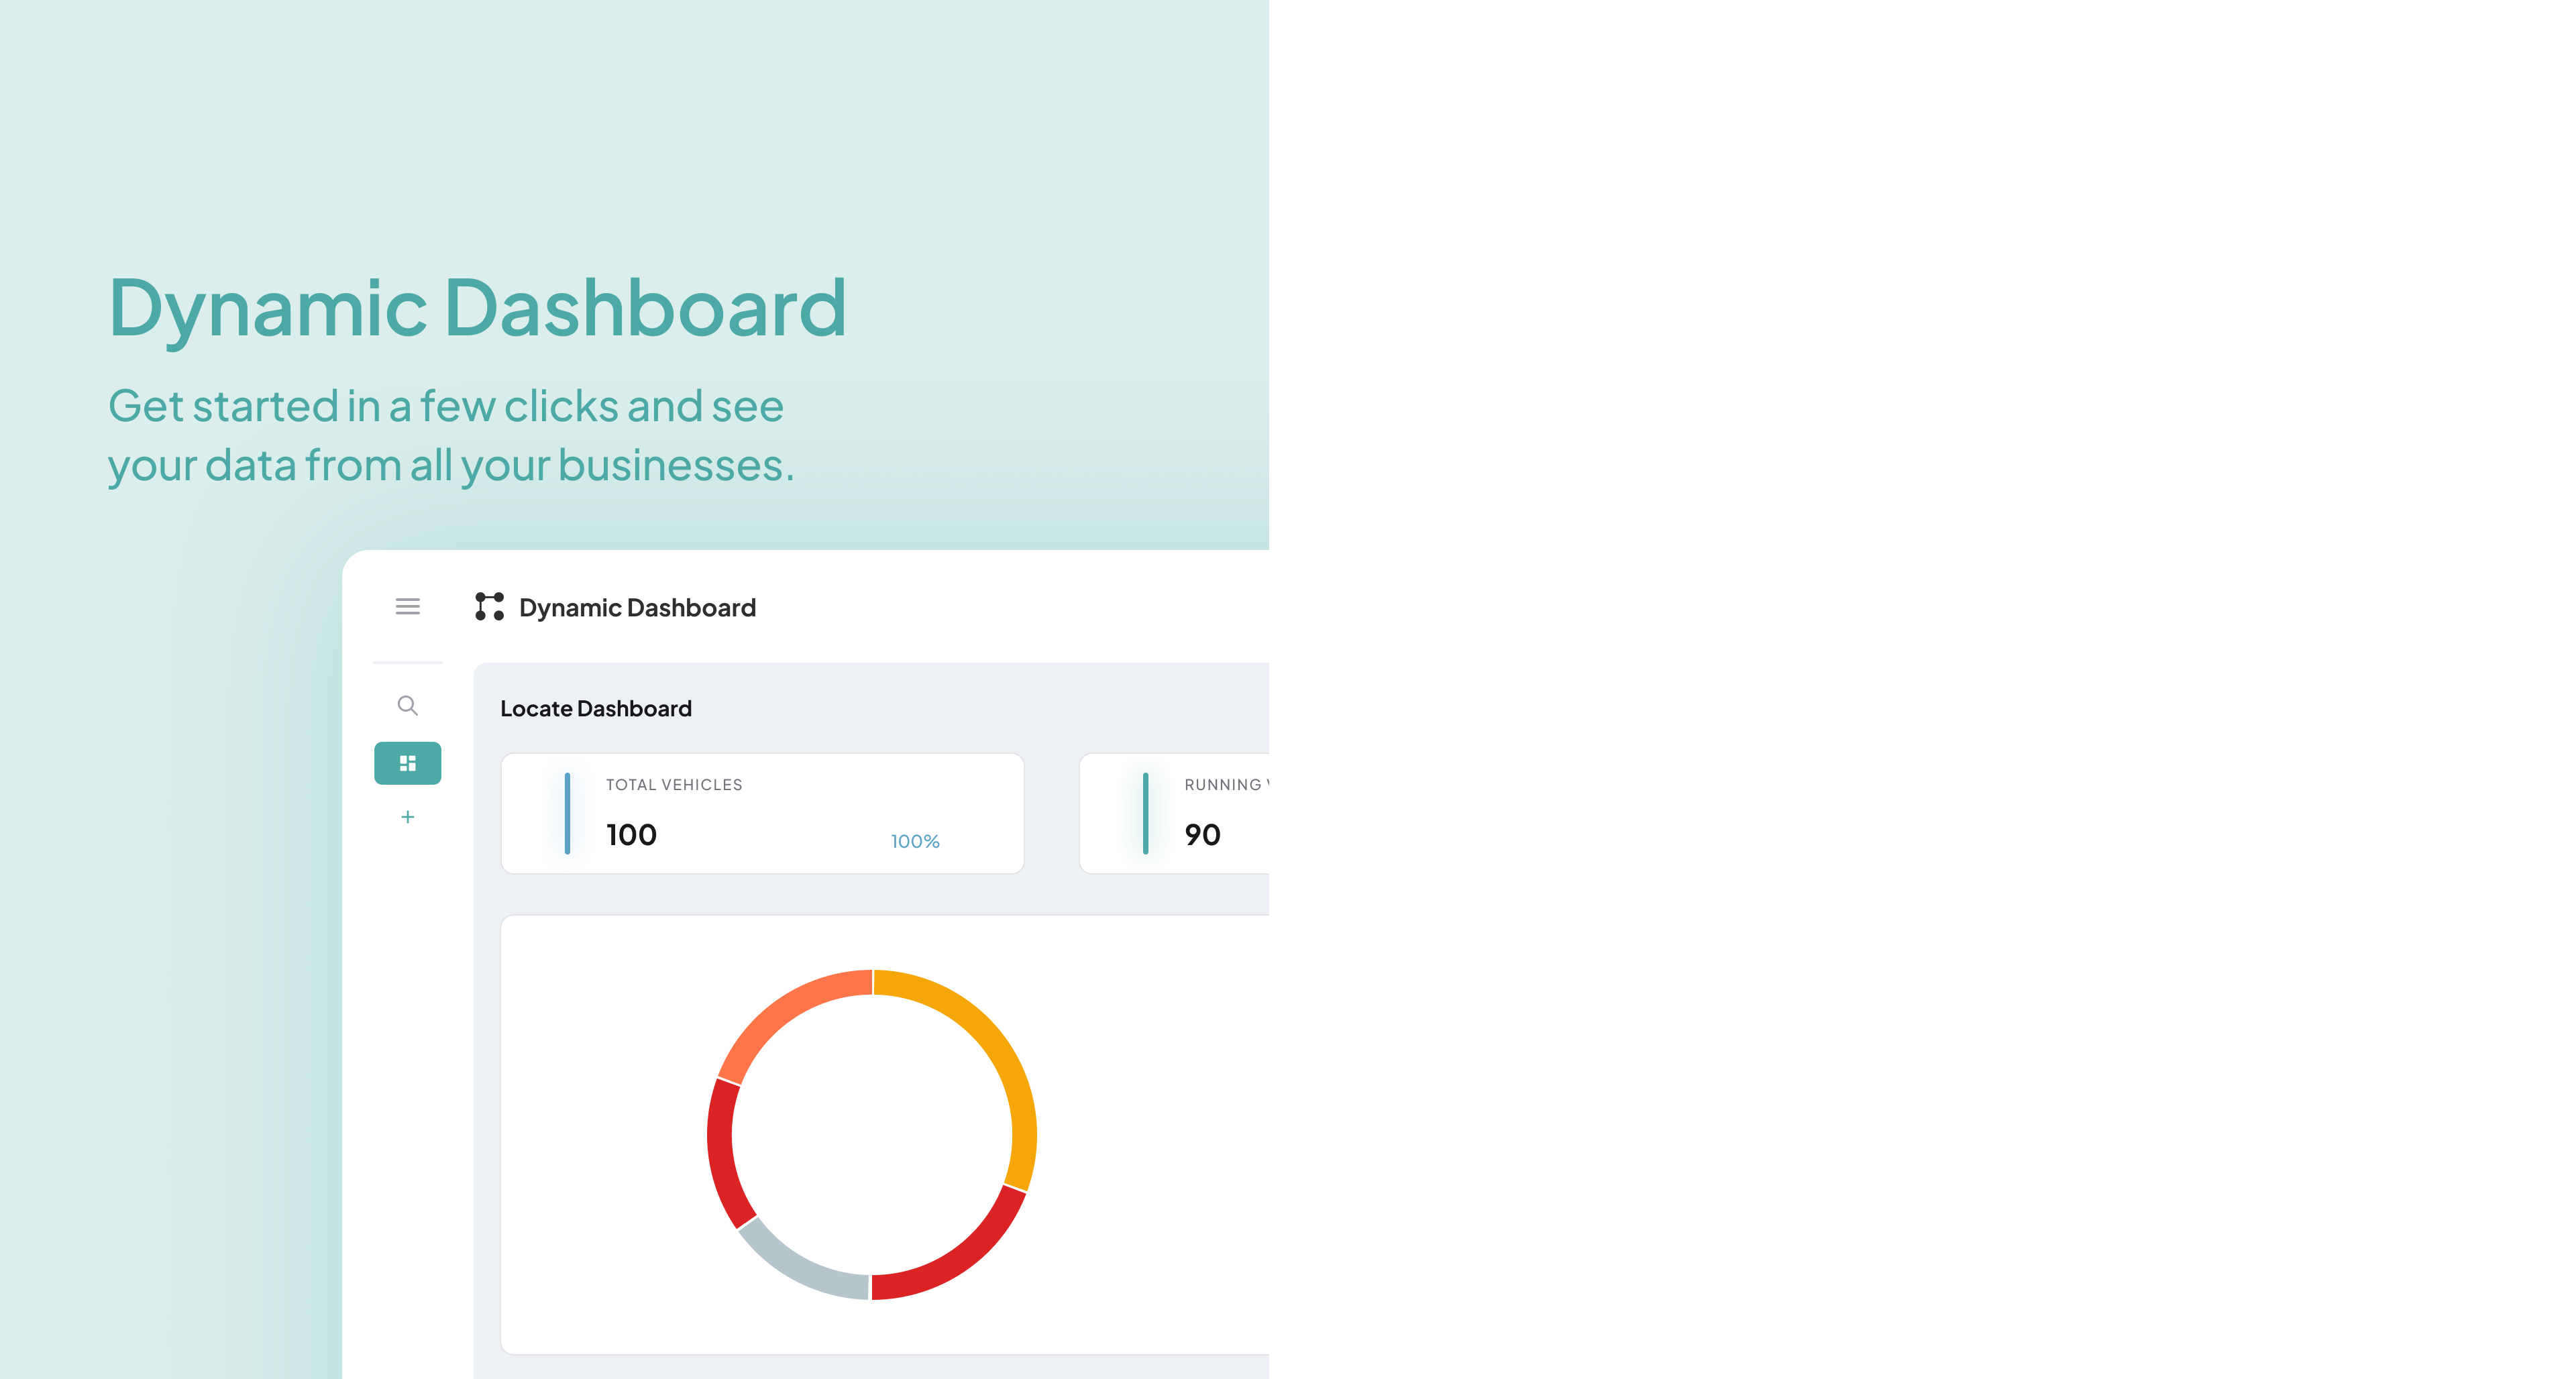 Dynamic Dashboard
Get started in a few clicks and see
your data from all your businesses.
Dynamic Dashboard
Locate Dashboard
TOTAL VEHICLES
100
100%
RUNNING
90